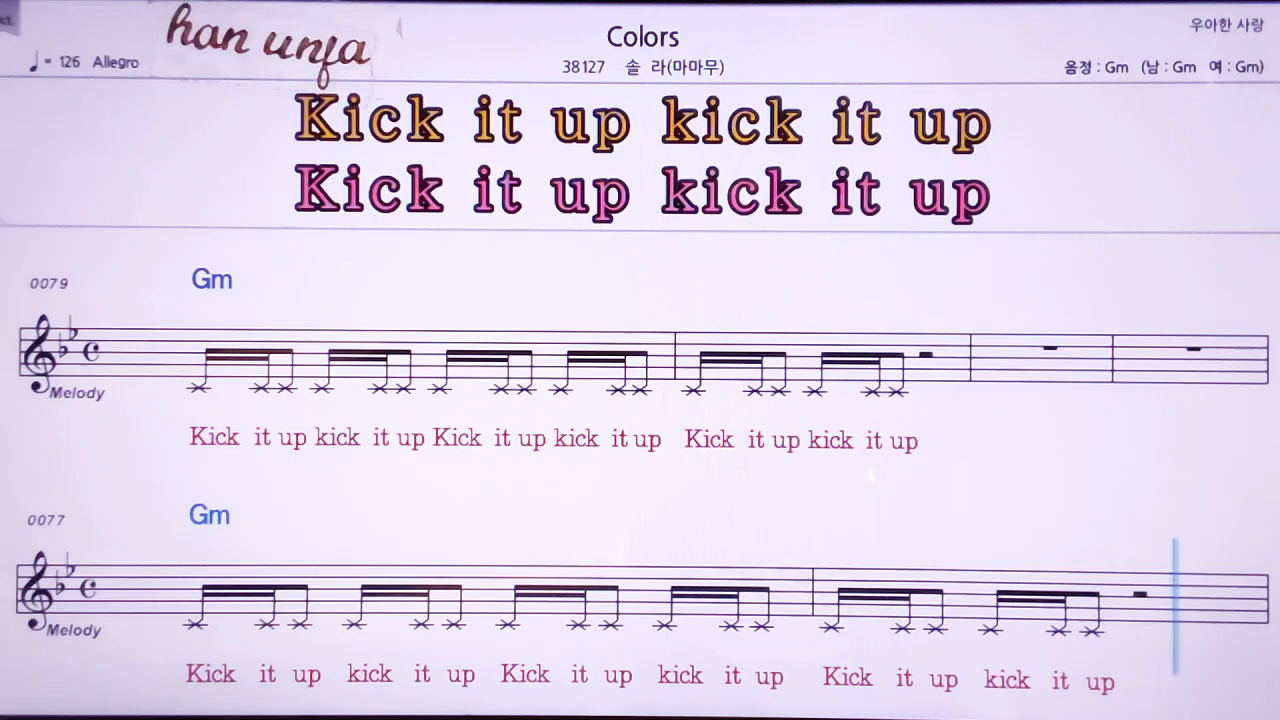 han unfa
Colors
우아한 사랑
♩= 126 Allegro
38127 솔 라(마마무)
음정 : Gm (남 : Gm 여 : Gm)
Kick it up kick it up
Kick it up kick it up
0079
Gm
Melody
Kick it up kick it up Kick it up kick it up Kick it up kick it up
0077
Gm
Melody
Kick it up kick it up Kick it up kick it up Kick it up kick it up